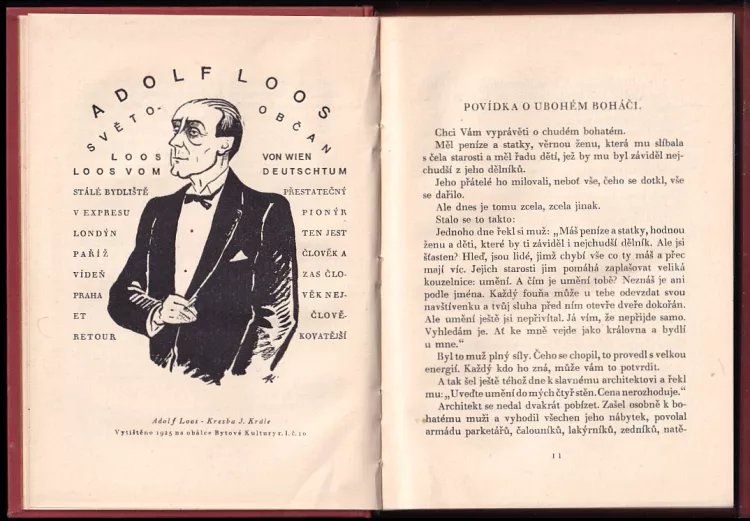 ADOLF LOOS
SVĚTO- OBČAN
LOOS VON WIEN
LOOS VOM DEUTSCHTUM
STÁLÉ BYDLIŠTĚ PŘESTATEČNÝ
V EXPRESU PIONÝR
LONDÝN TEN JEST
PAŘÍŽ ČLOVĚK A
VÍDEŇ ZAS ČLO-
PRAHA VĚK NEJ-
ET ČLOVĚ-
RETOUR KOVATĚJŠÍ
Adolf Loos - Kresba J. Krále
Vytištěno 1925 na obálce Bytové Kultury r. I. č. 10
POVÍDKA O UBOHÉM BOHÁČI.
Chci Vám vyprávěti o chudém bohatém.
Měl peníze a statky, věrnou ženu, která mu slíbala
s čela starosti a měl řadu dětí, jež by mu byl záviděl nej-
chudší z jeho dělníků.
Jeho přátelé ho milovali, neboť vše, čeho se dotkl, vše
se dařilo.
Ale dnes je tomu zcela, zcela jinak.
Stalo se to takto:
Jednoho dne řekl si muž: „Máš peníze a statky, hodnou
ženu a děti, které by ti záviděl i nejchudší dělník. Ale jsi
šťasten? Hleď, jsou lidé, jimž chybí vše co ty máš a přec
mají víc. Jejich starosti jim pomáhá zaplašovat veliká
kouzelnice: umění. A čím je umění tobě? Neznáš je ani
podle jména. Každý fouňa může u tebe odevzdat svou
navštívenku a tvůj sluha před ním otevře dveře dokořán.
Ale umění ještě jsi nepřivítal. Já vím, že nepřijde samo.
Vyhledám je. Ať ke mně vejde jako královna a bydlí
u mne."
Byl to muž plný síly. Čeho se chopil, to provedl s velkou
energií. Každý kdo ho zná, může vám to potvrdit.
A tak šel ještě téhož dne k slavnému architektovi a řekl
mu: „Uveďte umění do mých čtyř stěn. Cena nerozhoduje."
Architekt se nedal dvakrát pobízet. Zašel osobně k bo-
hatému muži a vyhodil všechen jeho nábytek, povolal
armádu parketářů, čalouníků, lakýrníků, zedníků, natě-
11